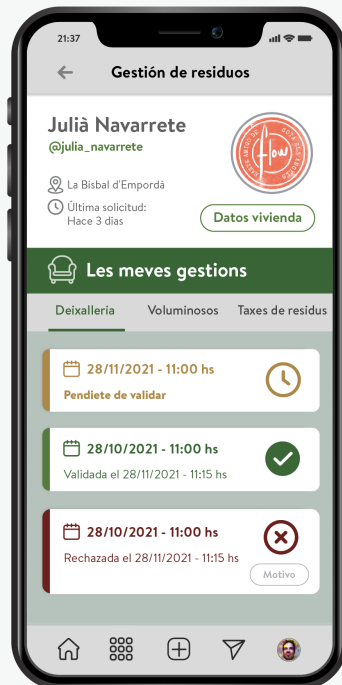 21:37
Gestión de residuos
Julià Navarrete
@julia_navarrete
La Bisbal d'Empordà
Última solicitud:
Hace 3 dias
flow
Datos vivienda
Les meves gestions
Deixalleria Voluminosos Taxes de residus
28/11/2021 - 11:00 hs
Pendiete de validar
28/10/2021 - 11:00 hs
Validada el 28/11/2021 - 11:15 hs
28/10/2021 - 11:00 hs
Rechazada el 28/11/2021 - 11:15 hs
Motivo